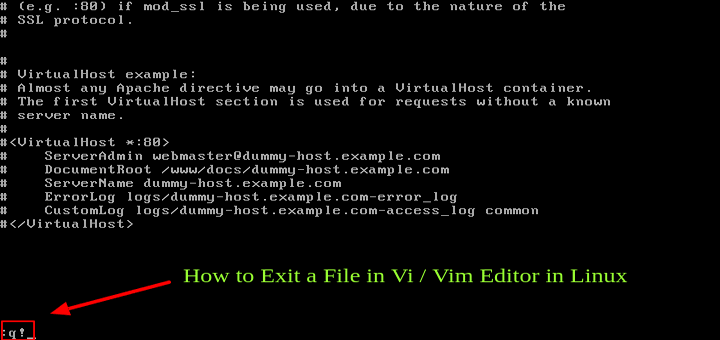 # (e.g. :80) if mod_ssl is being used, due to the nature of the
# SSL protocol.
#
#
# VirtualHost example:
# Almost any Apache directive may go into a VirtualHost container.
# The first VirtualHost section is used for requests without a known
# server name.
#
#<VirtualHost *:80>
#    ServerAdmin webmaster@dummy-host.example.com
#    DocumentRoot /www/docs/dummy-host.example.com
#    ServerName dummy-host.example.com
#    ErrorLog logs/dummy-host.example.com-error_log
#    CustomLog logs/dummy-host.example.com-access_log common
#</VirtualHost>
How to Exit a File in Vi / Vim Editor in Linux
:q!_